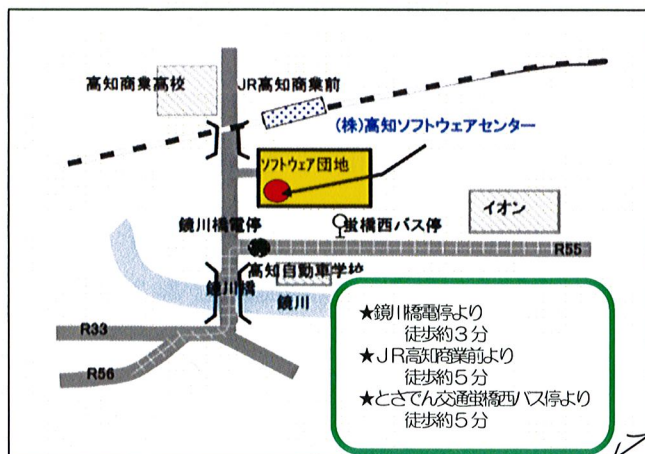 高知商業高校
JR高知商業前
(株)高知ソフトウェアセンター
ソフトウェア団地
イオン
鏡川橋電停
蛍橋西バス停
R55
高知自動車学校
鏡川橋
鏡川
R33
R56
★鏡川橋電停より
徒歩約3分
★JR高知商業前より
徒歩約5分
★とさでん交通蛍橋西バス停より
徒歩約5分